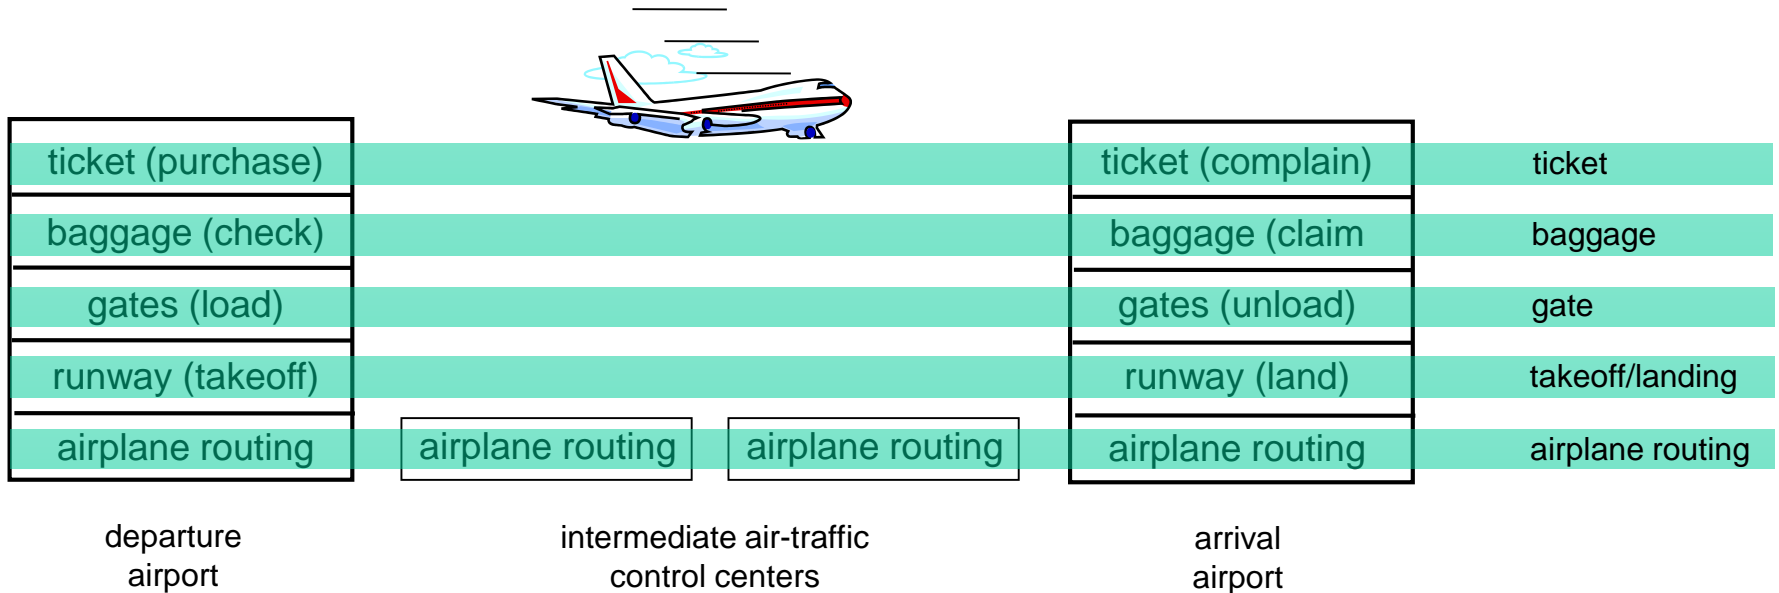 ticket (purchase) ticket (complain) ticket
baggage (check) baggage (claim baggage
gates (load) gates (unload) gate
runway (takeoff) runway (land) takeoff/landing
airplane routing airplane routing airplane routing airplane routing airplane routing
departure
airport
intermediate air-traffic
control centers
arrival
airport